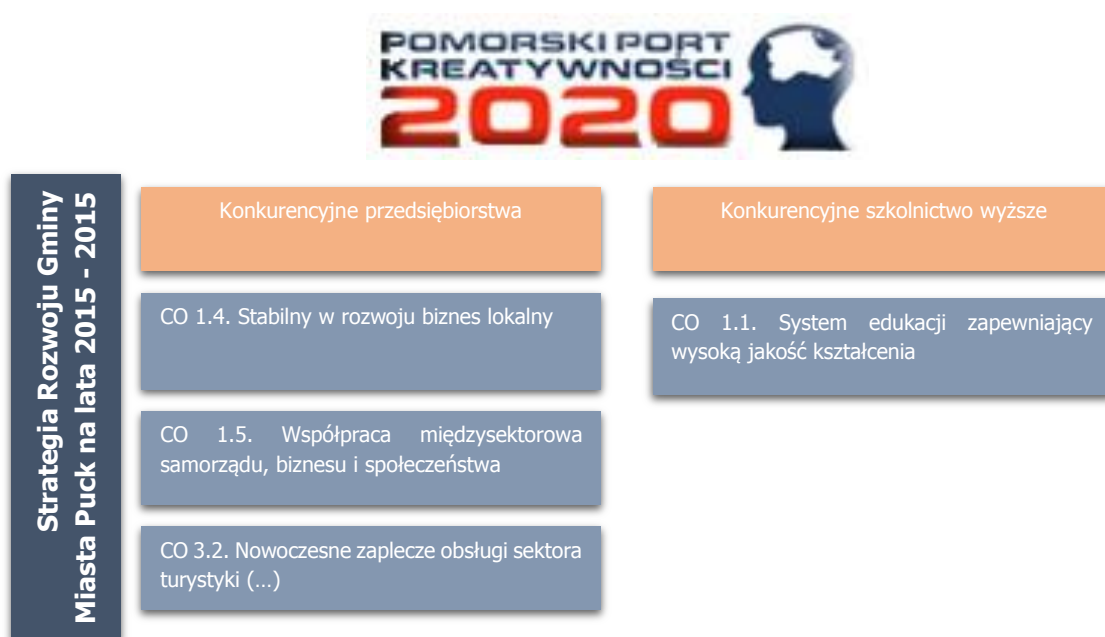 POMORSKI PORT
KREATYWNOŚCI
2020
Strategia Rozwoju Gminy
Miasta Puck na lata 2015 - 2015
Konkurencyjne przedsiębiorstwa
CO 1.4. Stabilny w rozwoju biznes lokalny
CO 1.5. Współpraca międzysektorowa
samorządu, biznesu i społeczeństwa
CO 3.2. Nowoczesne zaplecze obsługi sektora
turystyki (...)
Konkurencyjne szkolnictwo wyższe
CO 1.1. System edukacji zapewniający
wysoką jakość kształcenia